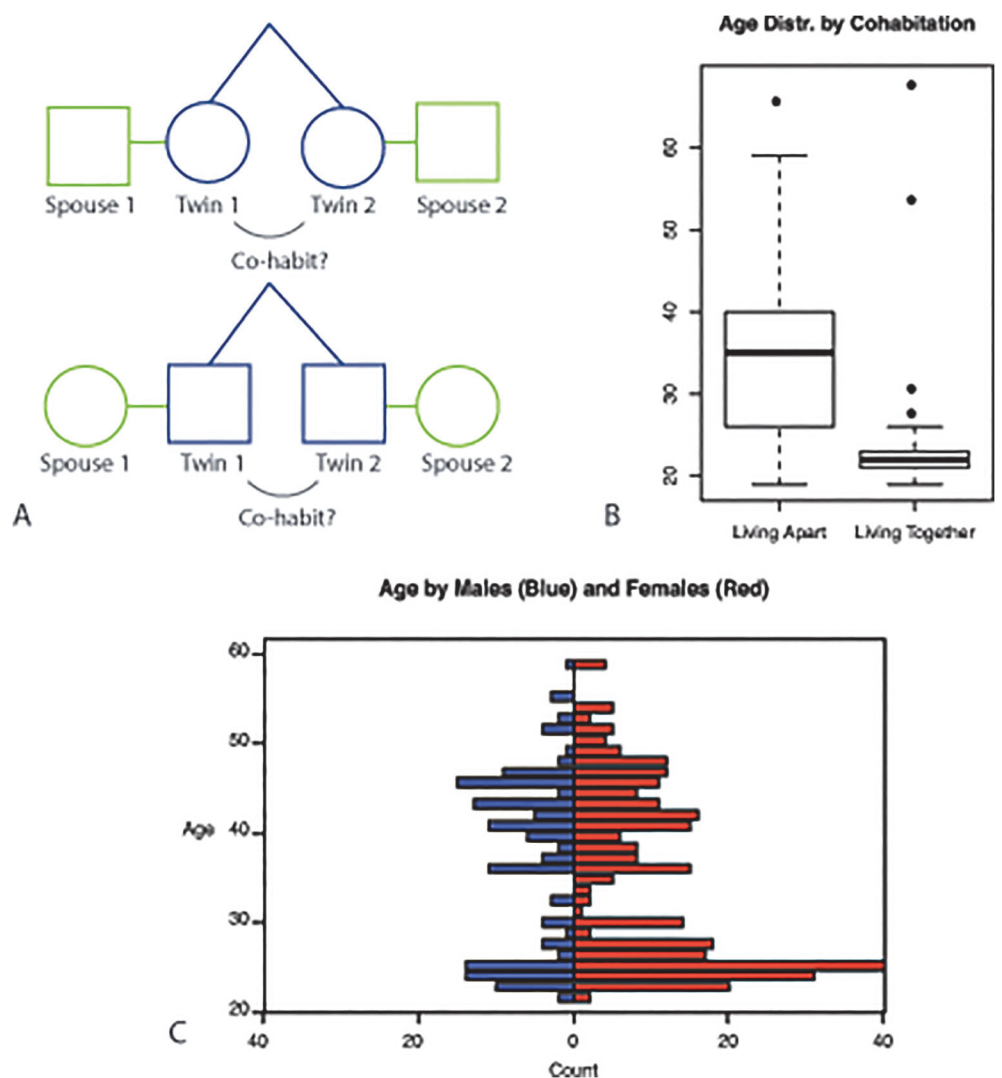 Spouse 1 Twin 1 Twin 2 Spouse 2
Co-habit?
Spouse 1 Twin 1 Twin 2 Spouse 2
Co-habit?
A
Age Distr. by Cohabitation
60
50
40
30
20
Living Apart Living Together
B
Age by Males (Blue) and Females (Red)
60
50
Age 40
30
20
40 20 0 20 40
Count
C